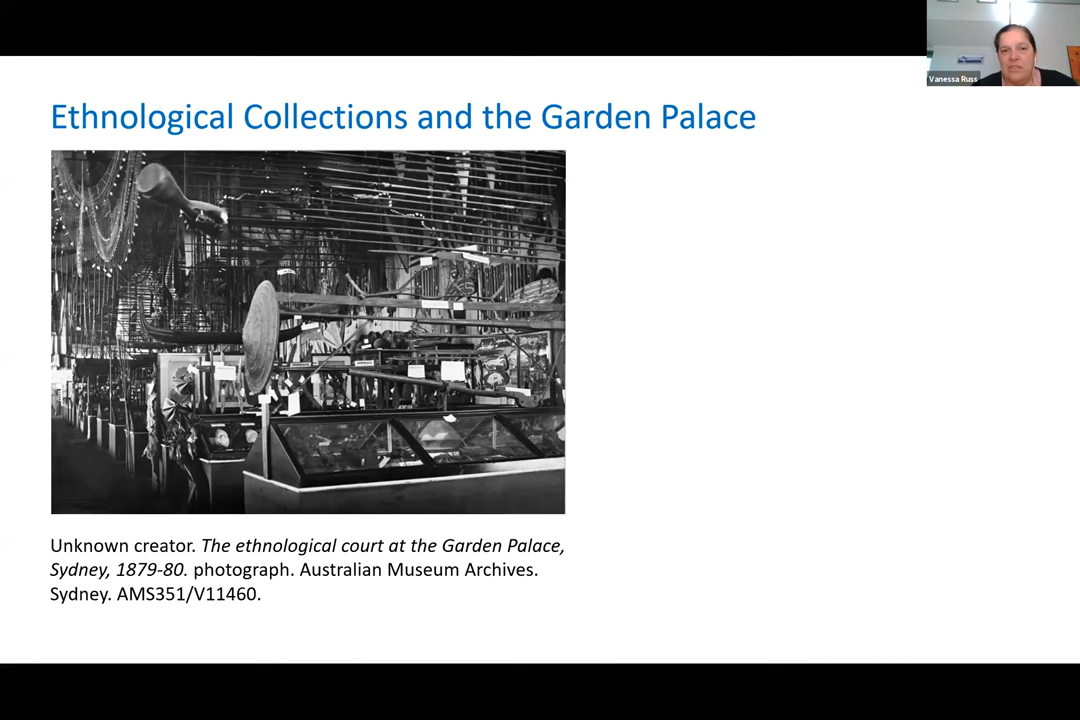 Ethnological Collections and the Garden Palace
Vanessa Russ
Unknown creator. The ethnological court at the Garden Palace,
Sydney, 1879-80. photograph. Australian Museum Archives.
Sydney. AMS351/V11460.